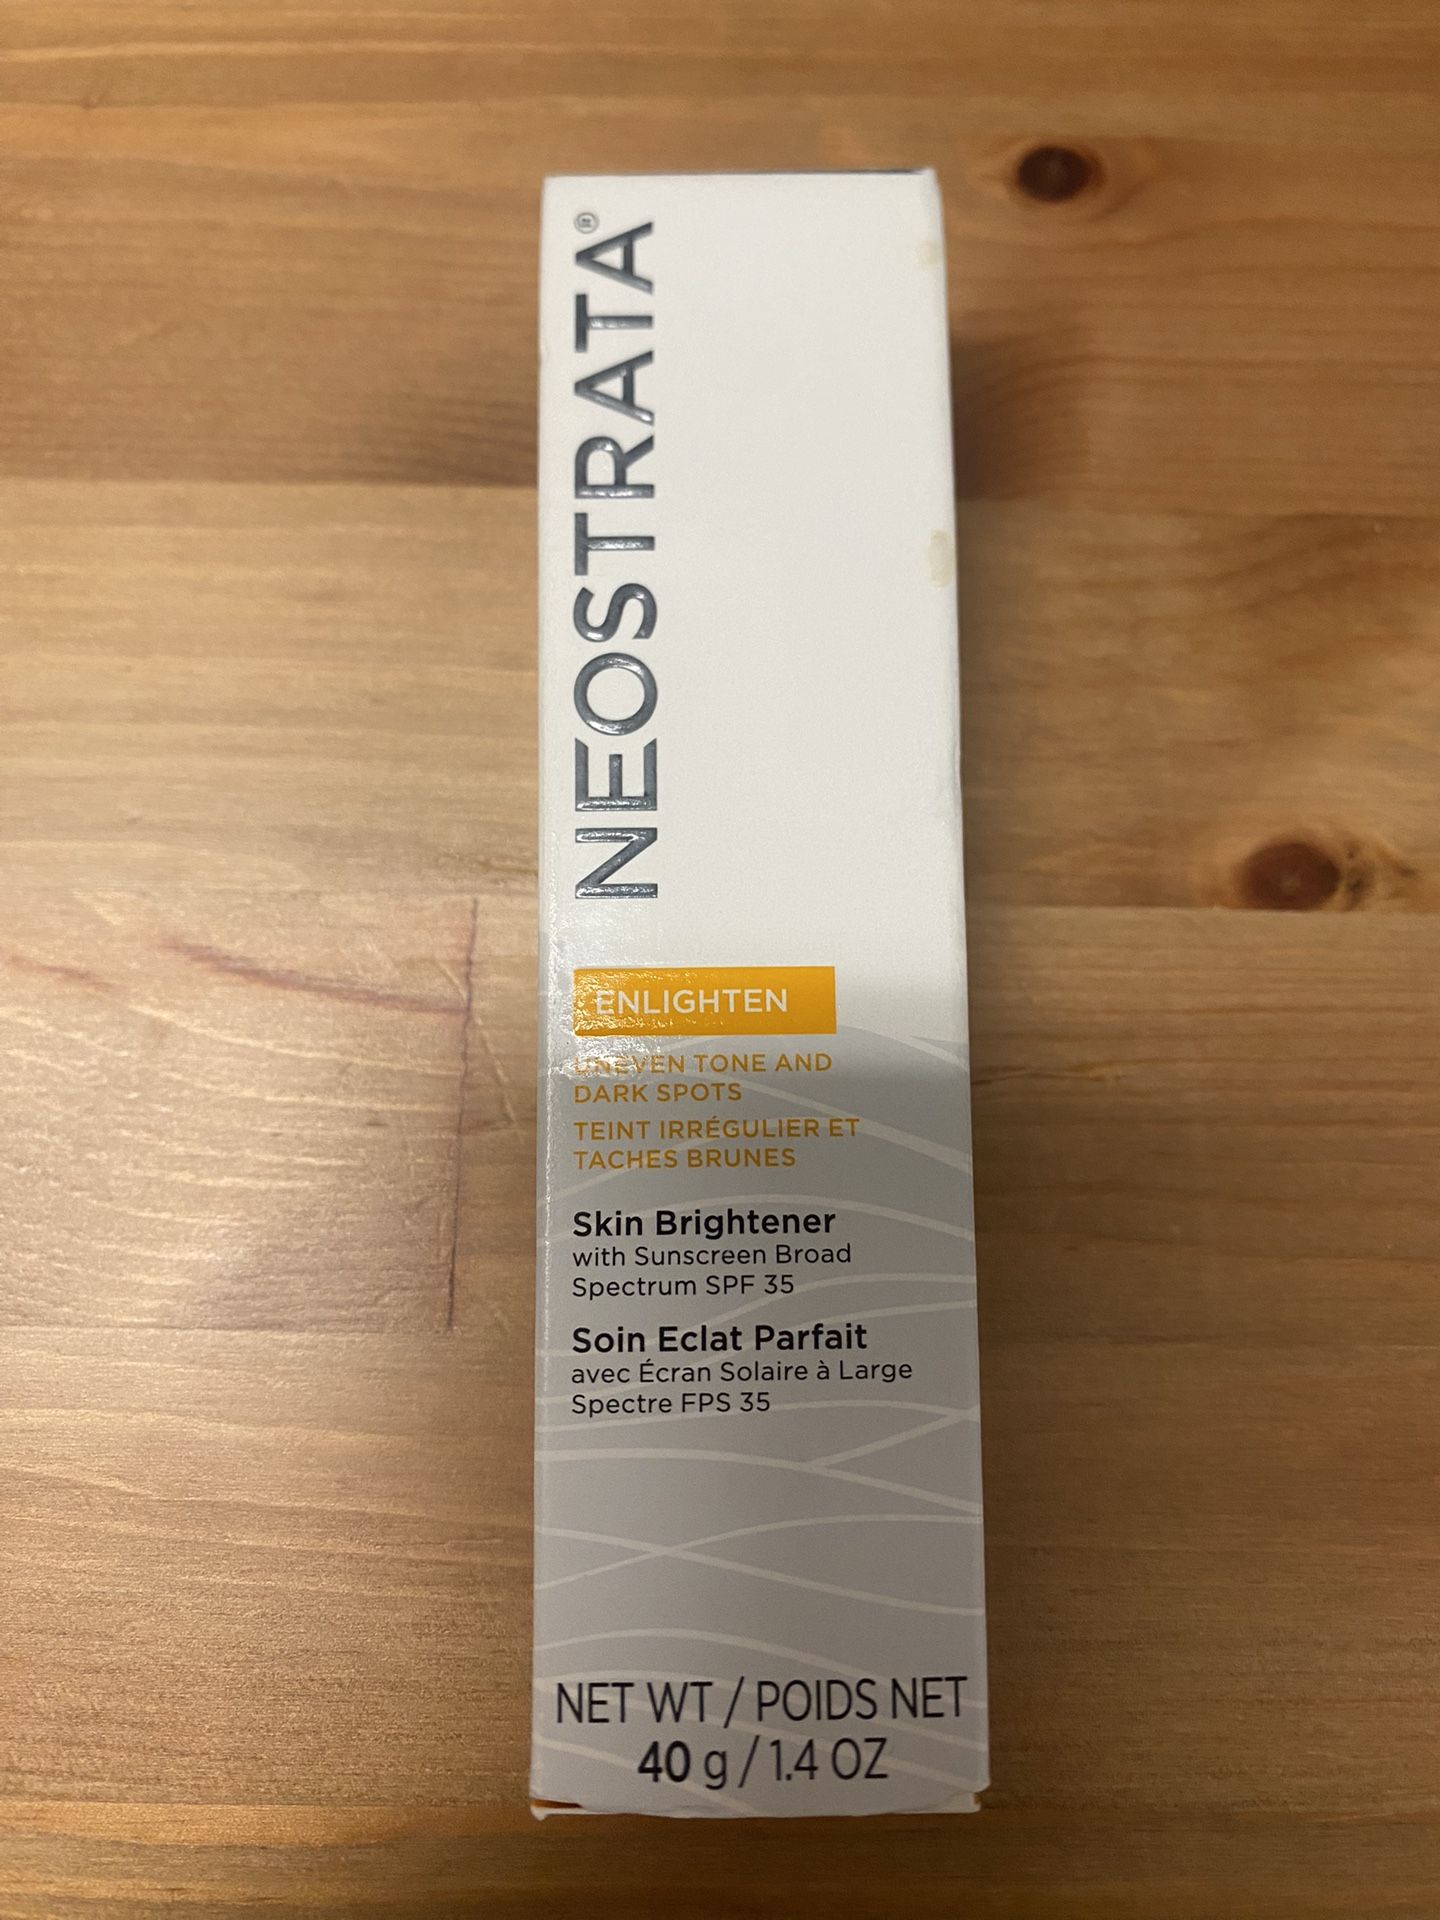 NEOSTRATA®
ENLIGHTEN
UNEVEN TONE AND
DARK SPOTS
TEINT IRRÉGULIER ET
TACHES BRUNES
Skin Brightener
with Sunscreen Broad
Spectrum SPF 35
Soin Eclat Parfait
avec Écran Solaire à Large
Spectre FPS 35
NET WT / POIDS NET
40 g / 1.4 OZ